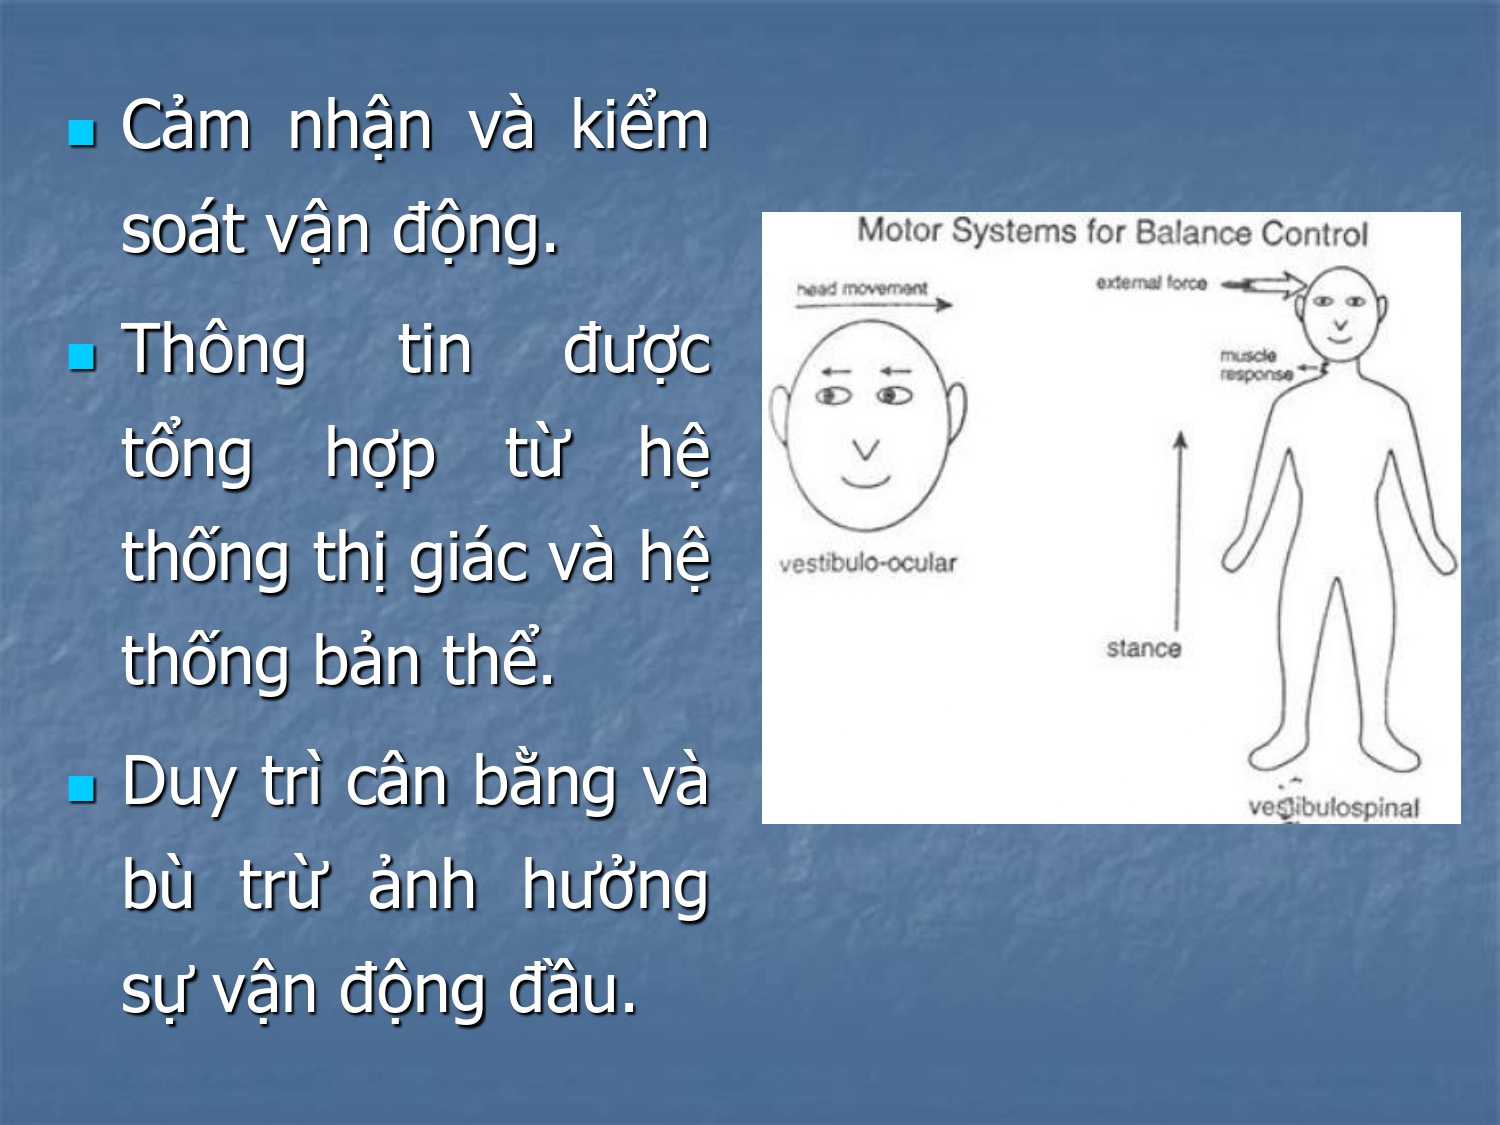 Cảm nhận và kiểm
soát vận động.
Thông tin được
tổng hợp từ hệ
thống thị giác và hệ
thống bản thể.
Duy trì cân bằng và
bù trừ ảnh hưởng
sự vận động đầu.
Motor Systems for Balance Control
head movement
external force
muscle
response
vestibulo-ocular
stance
vestibulospinal